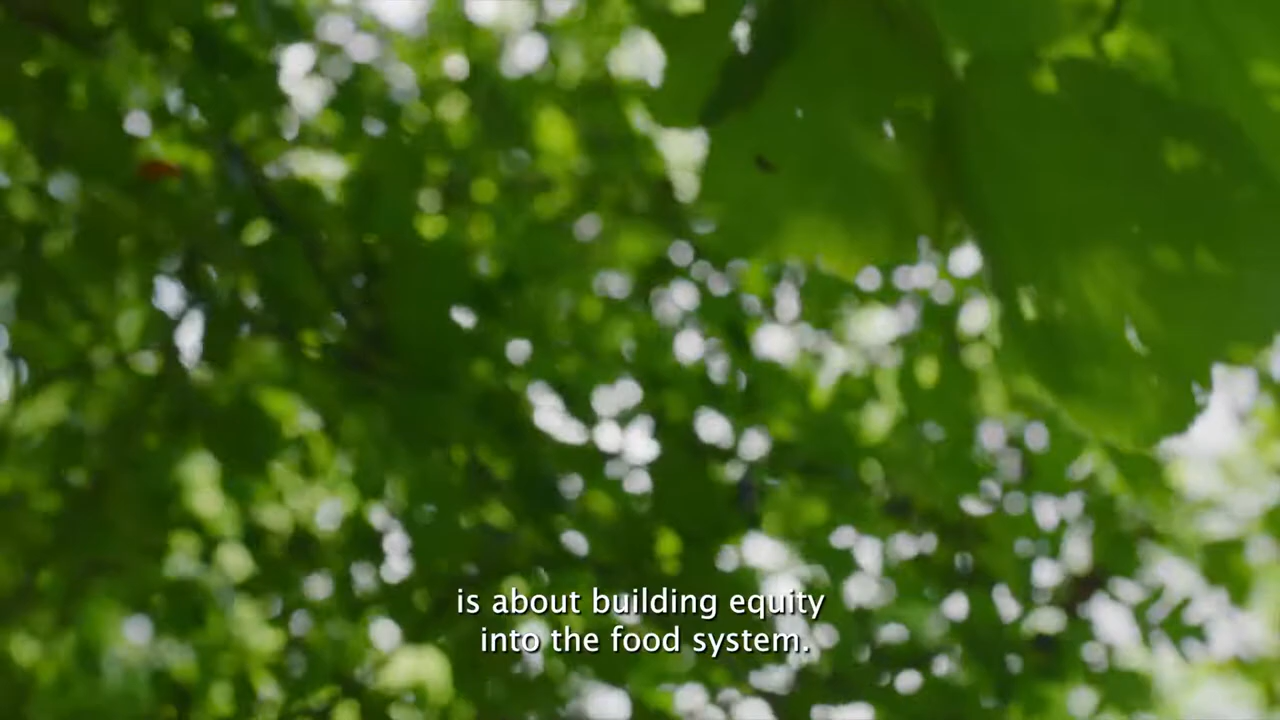 is about building equity
into the food system.